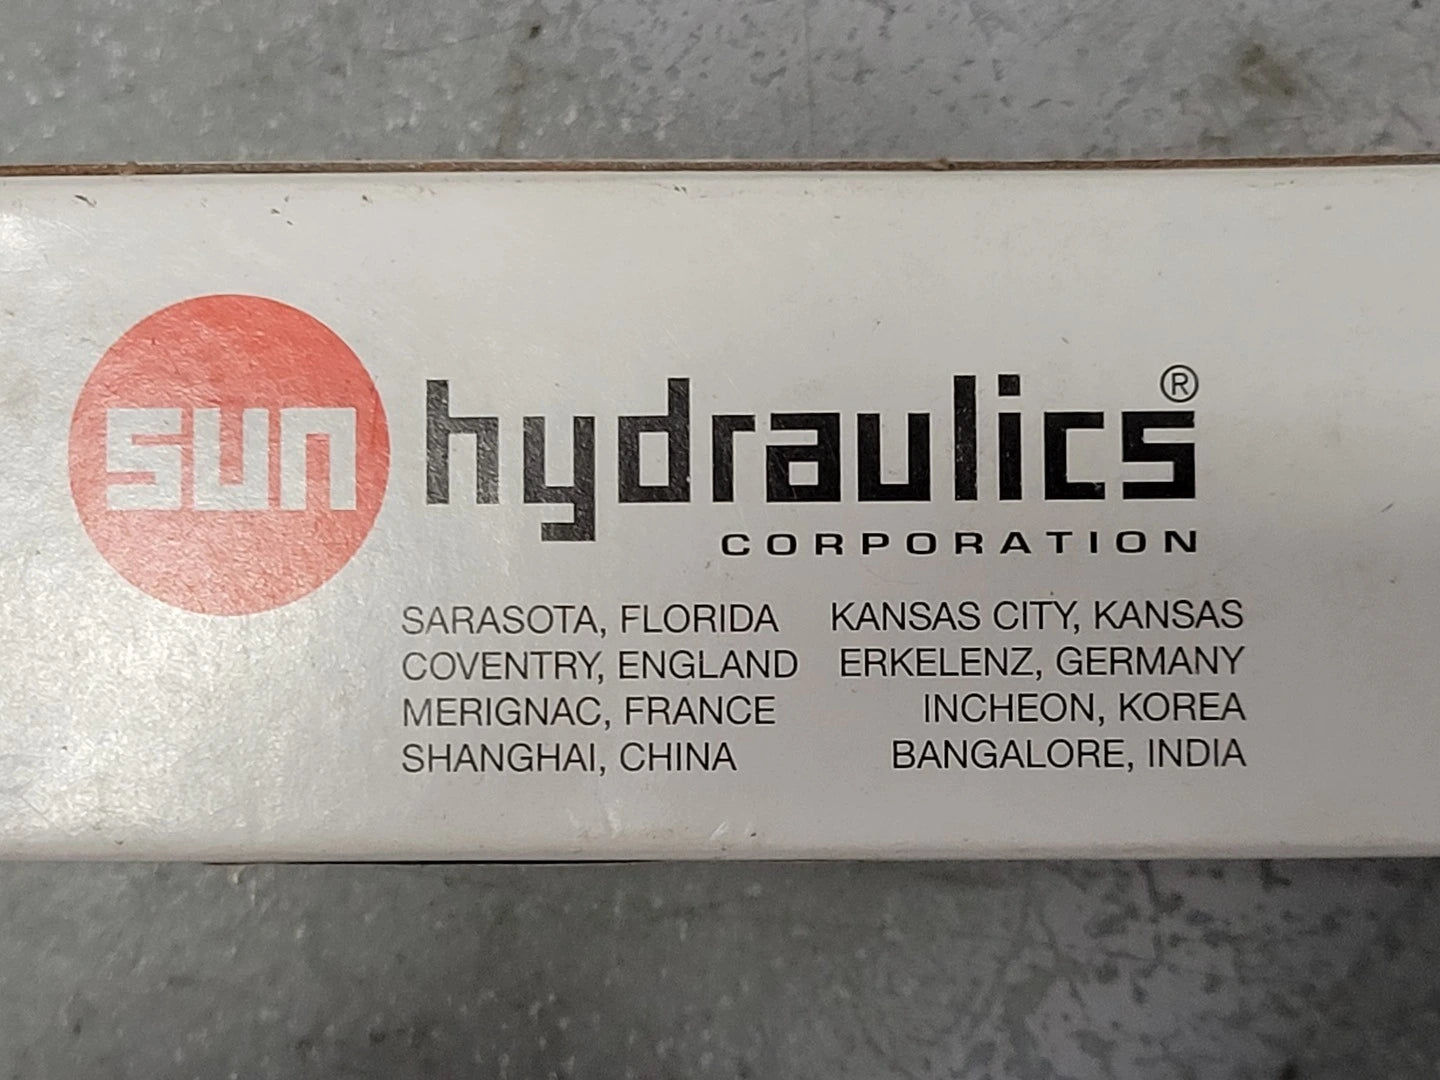 sun hydraulics®
CORPORATION
SARASOTA, FLORIDA KANSAS CITY, KANSAS
COVENTRY, ENGLAND ERKELENZ, GERMANY
MERIGNAC, FRANCE INCHEON, KOREA
SHANGHAI, CHINA BANGALORE, INDIA